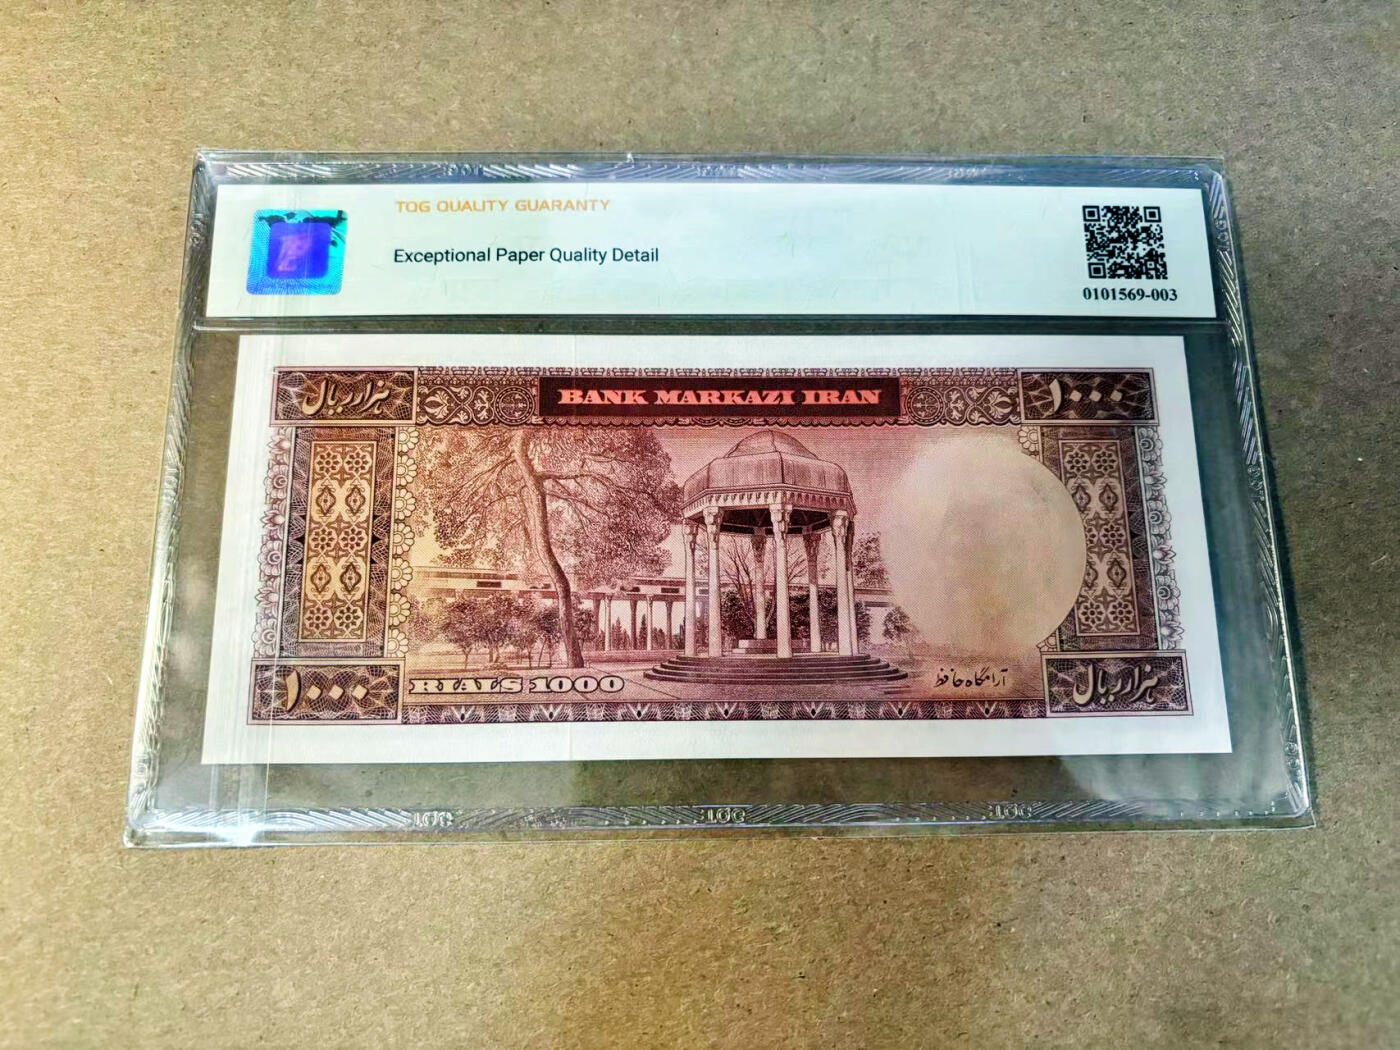 TQG QUALITY GUARANTY
Exceptional Paper Quality Detail
0101569-003
هزار ریال
BANK MARKAZI IRAN
۱۰۰۰
۱۰۰۰
RIALS 1000
آرامگاه حافظ
هزار ریال